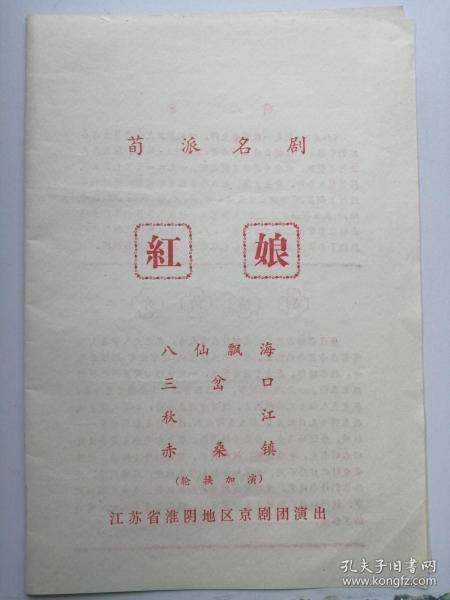 荀派名剧
紅娘
八仙飘海
三岔口
秋江
赤桑镇
(轮换加演)
江苏省淮阴地区京剧团演出
孔夫子旧书网
www.kongfz.com